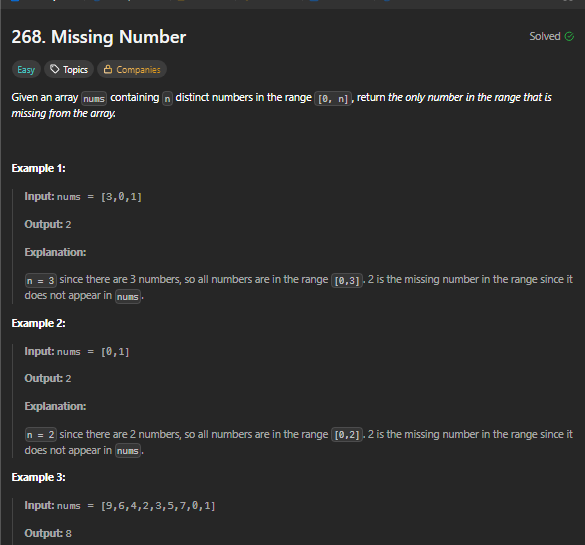 268. Missing Number
Solved
Easy
Topics
Companies
Given an array nums containing n distinct numbers in the range [0, n], return the only number in the range that is
missing from the array.
Example 1:
Input: nums = [3,0,1]
Output: 2
Explanation:
n = 3 since there are 3 numbers, so all numbers are in the range [0,3]. 2 is the missing number in the range since it
does not appear in nums.
Example 2:
Input: nums = [0,1]
Output: 2
Explanation:
n = 2 since there are 2 numbers, so all numbers are in the range [0,2]. 2 is the missing number in the range since it
does not appear in nums.
Example 3:
Input: nums = [9,6,4,2,3,5,7,0,1]
Output: 8